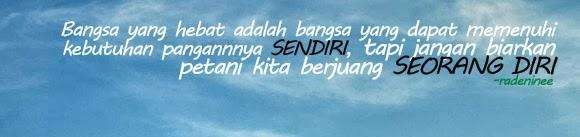 Bangsa yang hebat adalah bangsa yang dapat memenuhi
kebutuhan pangannnya SENDIRI, tapi jangan biarkan
petani kita berjuang SEORANG DIRI
-radeninee